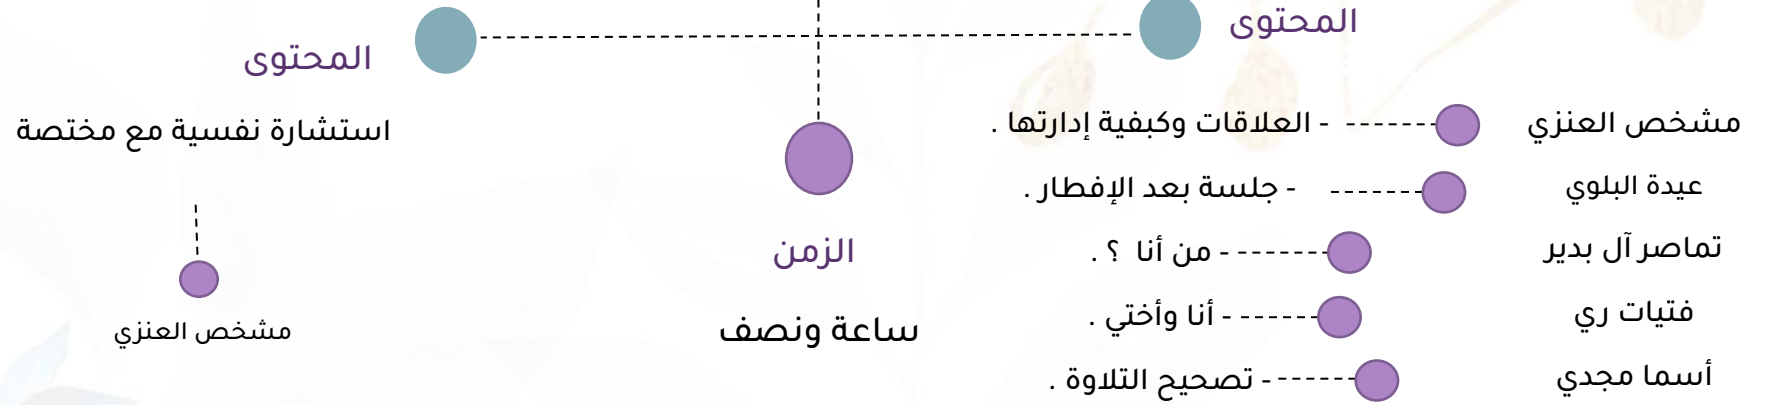 المحتوى
مشخص العنزي - العلاقات وكبفية إدارتها .
عيدة البلوي - جلسة بعد الإفطار .
تماصر آل بدير - من أنا ؟ .
فتيات ري - أنا وأختي .
أسما مجدي - تصحيح التلاوة .
الزمن
ساعة ونصف
المحتوى
استشارة نفسية مع مختصة
مشخص العنزي